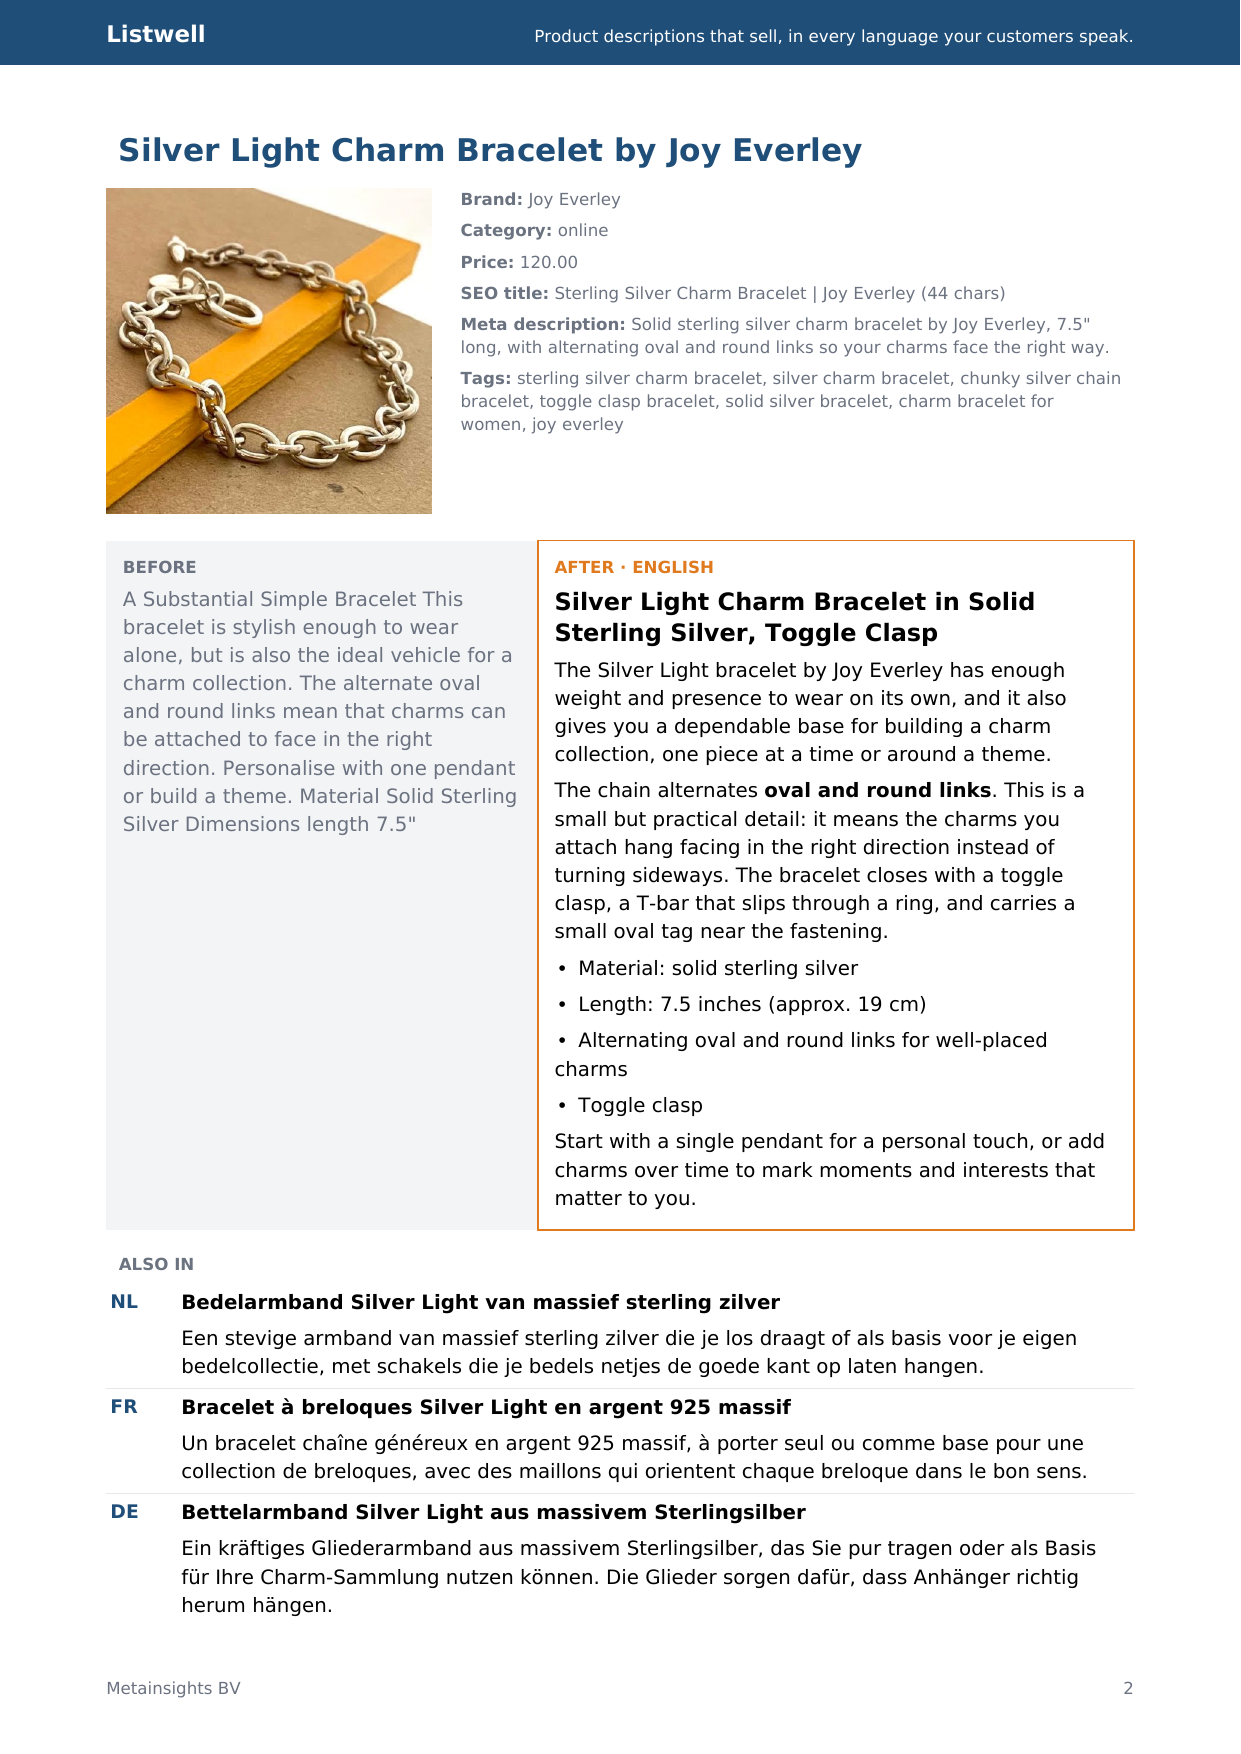 Listwell
Product descriptions that sell, in every language your customers speak.
Silver Light Charm Bracelet by Joy Everley
Brand: Joy Everley
Category: online
Price: 120.00
SEO title: Sterling Silver Charm Bracelet | Joy Everley (44 chars)
Meta description: Solid sterling silver charm bracelet by Joy Everley, 7.5"
long, with alternating oval and round links so your charms face the right way.
Tags: sterling silver charm bracelet, silver charm bracelet, chunky silver chain
bracelet, toggle clasp bracelet, solid silver bracelet, charm bracelet for
women, joy everley
BEFORE
A Substantial Simple Bracelet This
bracelet is stylish enough to wear
alone, but is also the ideal vehicle for a
charm collection. The alternate oval
and round links mean that charms can
be attached to face in the right
direction. Personalise with one pendant
or build a theme. Material Solid Sterling
Silver Dimensions length 7.5"
AFTER · ENGLISH
Silver Light Charm Bracelet in Solid
Sterling Silver, Toggle Clasp
The Silver Light bracelet by Joy Everley has enough
weight and presence to wear on its own, and it also
gives you a dependable base for building a charm
collection, one piece at a time or around a theme.
The chain alternates oval and round links. This is a
small but practical detail: it means the charms you
attach hang facing in the right direction instead of
turning sideways. The bracelet closes with a toggle
clasp, a T-bar that slips through a ring, and carries a
small oval tag near the fastening.
• Material: solid sterling silver
• Length: 7.5 inches (approx. 19 cm)
• Alternating oval and round links for well-placed
charms
• Toggle clasp
Start with a single pendant for a personal touch, or add
charms over time to mark moments and interests that
matter to you.
ALSO IN
NL
Bedelarmband Silver Light van massief sterling zilver
Een stevige armband van massief sterling zilver die je los draagt of als basis voor je eigen
bedelcollectie, met schakels die je bedels netjes de goede kant op laten hangen.
FR
Bracelet à breloques Silver Light en argent 925 massif
Un bracelet chaîne généreux en argent 925 massif, à porter seul ou comme base pour une
collection de breloques, avec des maillons qui orientent chaque breloque dans le bon sens.
DE
Bettelarmband Silver Light aus massivem Sterlingsilber
Ein kräftiges Gliederarmband aus massivem Sterlingsilber, das Sie pur tragen oder als Basis
für Ihre Charm-Sammlung nutzen können. Die Glieder sorgen dafür, dass Anhänger richtig
herum hängen.
Metainsights BV
2